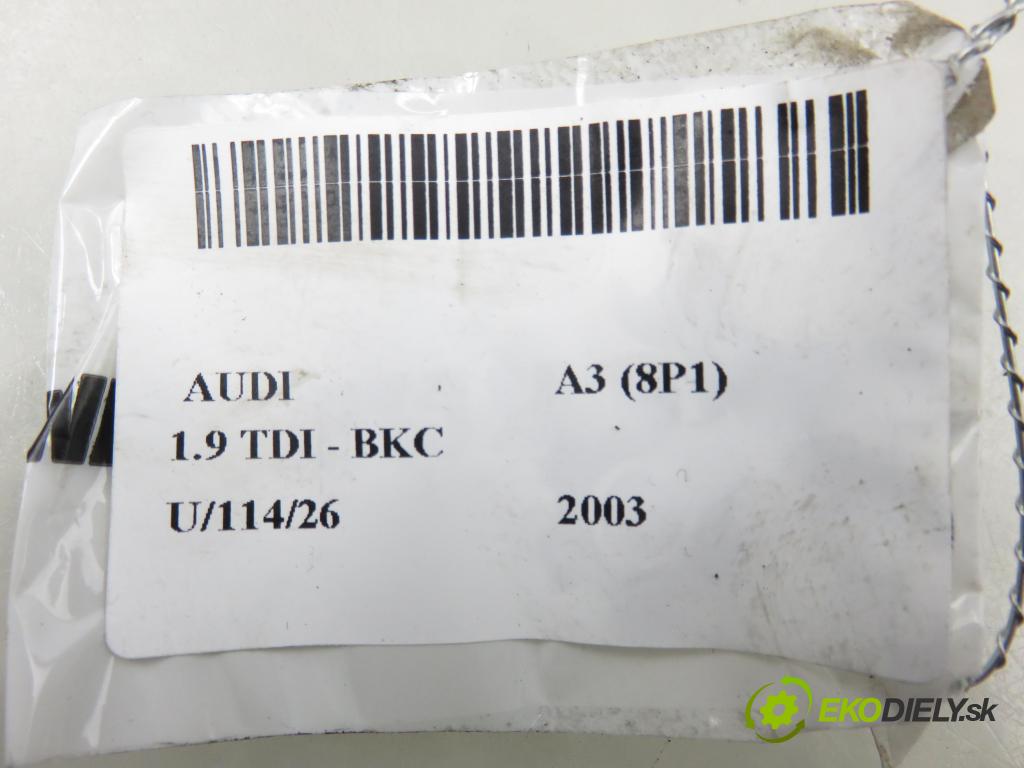 AUDI A3 (8P1)
1.9 TDI - BKC
U/114/26 2003
EKODIELY.sk